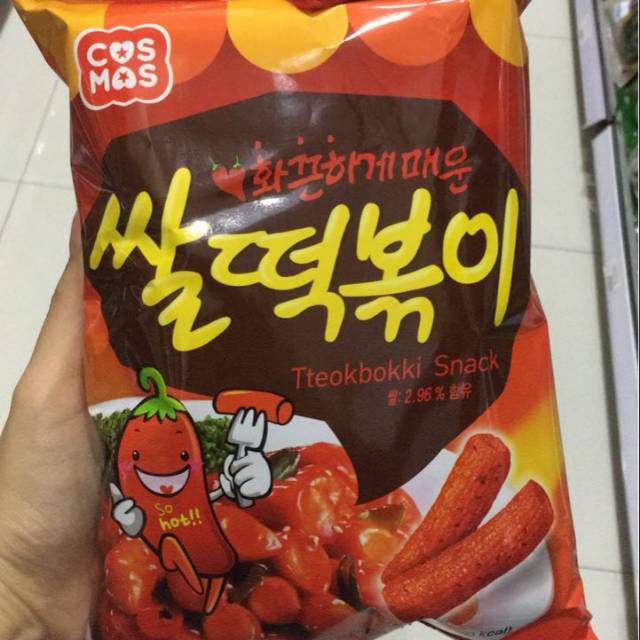 COS
MOS
화끈하게 매운
쌀떡볶이
Tteokbokki Snack
쌀:2.96% 함유
So
hot!!
kcal)